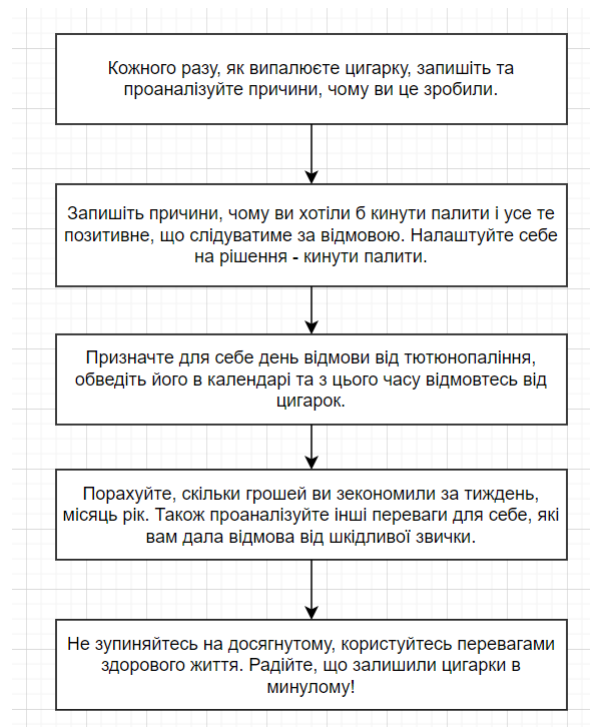 Кожного разу, як випалюєте цигарку, запишіть та
проаналізуйте причини, чому ви це зробили.
Запишіть причини, чому ви хотіли б кинути палити і усе те
позитивне, що слідуватиме за відмовою. Налаштуйте себе
на рішення - кинути палити.
Призначте для себе день відмови від тютюнопаління,
обведіть його в календарі та з цього часу відмовтесь від
цигарок.
Порахуйте, скільки грошей ви зекономили за тиждень,
місяць рік. Також проаналізуйте інші переваги для себе, які
вам дала відмова від шкідливої звички.
Не зупиняйтесь на досягнутому, користуйтесь перевагами
здорового життя. Радійте, що залишили цигарки в
минулому!